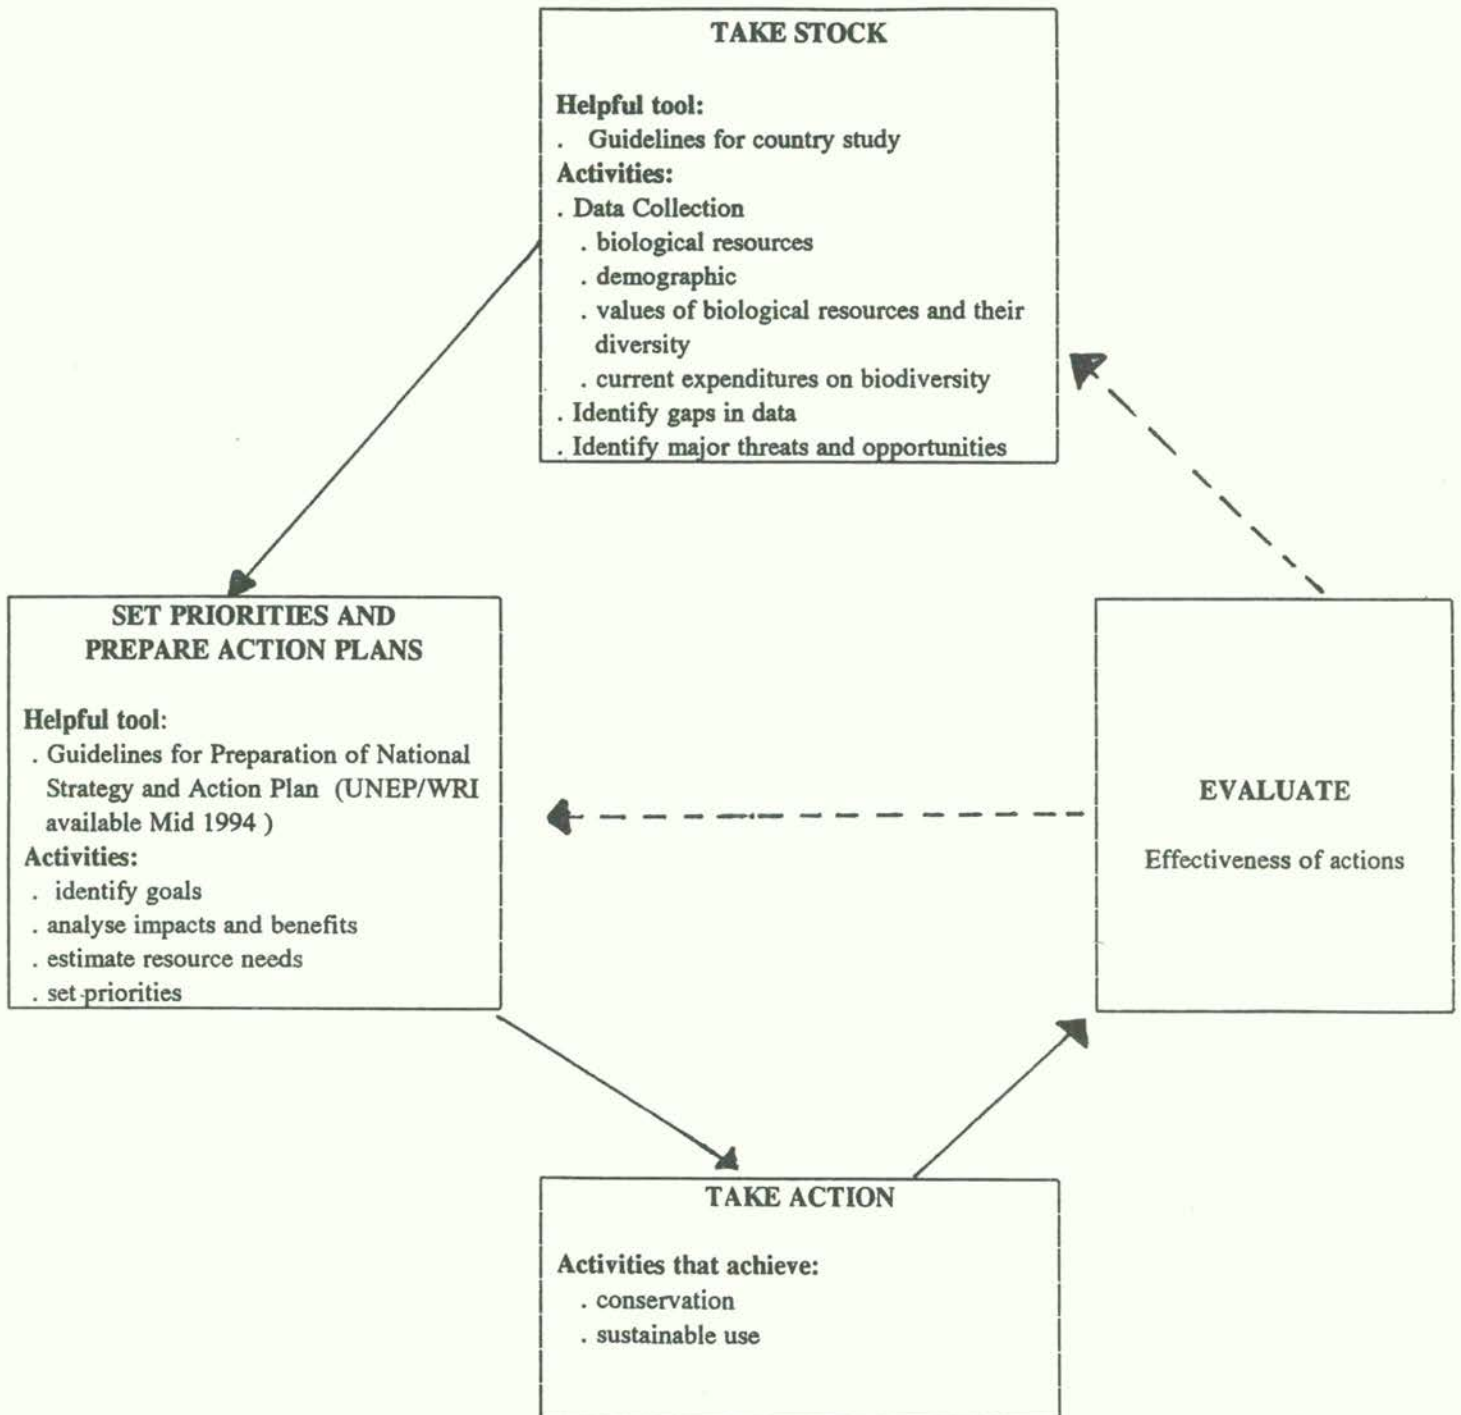 TAKE STOCK
Helpful tool:
. Guidelines for country study
Activities:
. Data Collection
. biological resources
. demographic
. values of biological resources and their
diversity
. current expenditures on biodiversity
. Identify gaps in data
. Identify major threats and opportunities
SET PRIORITIES AND
PREPARE ACTION PLANS
Helpful tool:
. Guidelines for Preparation of National
Strategy and Action Plan (UNEP/WRI
available Mid 1994 )
Activities:
. identify goals
. analyse impacts and benefits
. estimate resource needs
. set priorities
EVALUATE
Effectiveness of actions
TAKE ACTION
Activities that achieve:
. conservation
. sustainable use